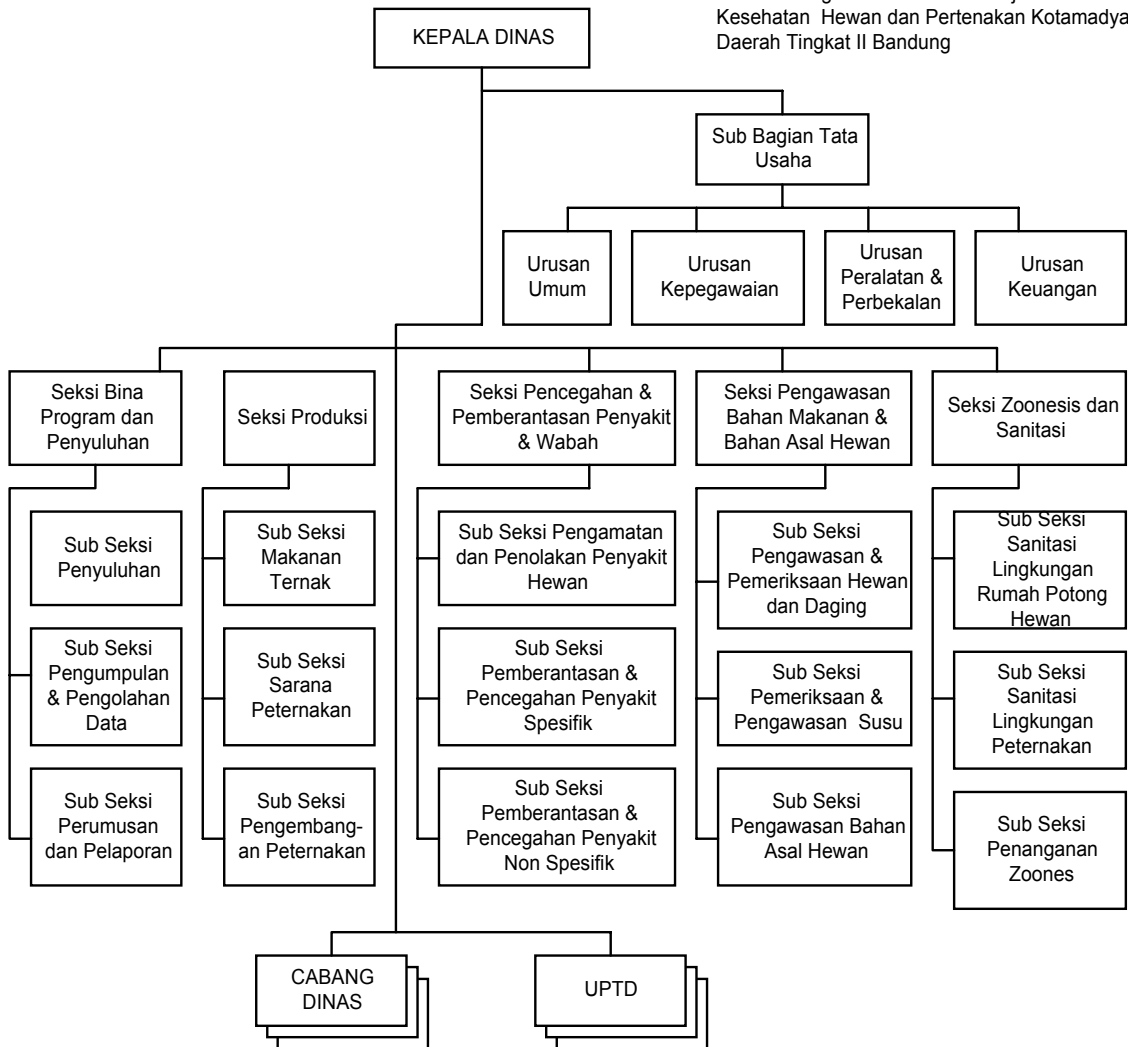 Kesehatan Hewan dan Pertenakan Kotamadya
Daerah Tingkat II Bandung
KEPALA DINAS
Sub Bagian Tata
Usaha
Urusan
Umum
Urusan
Kepegawaian
Urusan
Peralatan &
Perbekalan
Urusan
Keuangan
Seksi Bina
Program dan
Penyuluhan
Seksi Produksi
Seksi Pencegahan &
Pemberantasan Penyakit
& Wabah
Seksi Pengawasan
Bahan Makanan &
Bahan Asal Hewan
Seksi Zoonesis dan
Sanitasi
Sub Seksi
Penyuluhan
Sub Seksi
Pengumpulan
& Pengolahan
Data
Sub Seksi
Perumusan
dan Pelaporan
Sub Seksi
Makanan
Ternak
Sub Seksi
Sarana
Peternakan
Sub Seksi
Pengembang-
an Peternakan
Sub Seksi Pengamatan
dan Penolakan Penyakit
Hewan
Sub Seksi
Pemberantasan &
Pencegahan Penyakit
Spesifik
Sub Seksi
Pemberantasan &
Pencegahan Penyakit
Non Spesifik
Sub Seksi
Pengawasan &
Pemeriksaan Hewan
dan Daging
Sub Seksi
Pemeriksaan &
Pengawasan Susu
Sub Seksi
Pengawasan Bahan
Asal Hewan
Sub Seksi
Sanitasi
Lingkungan
Rumah Potong
Hewan
Sub Seksi
Sanitasi
Lingkungan
Peternakan
Sub Seksi
Penanganan
Zoones
CABANG
DINAS
UPTD